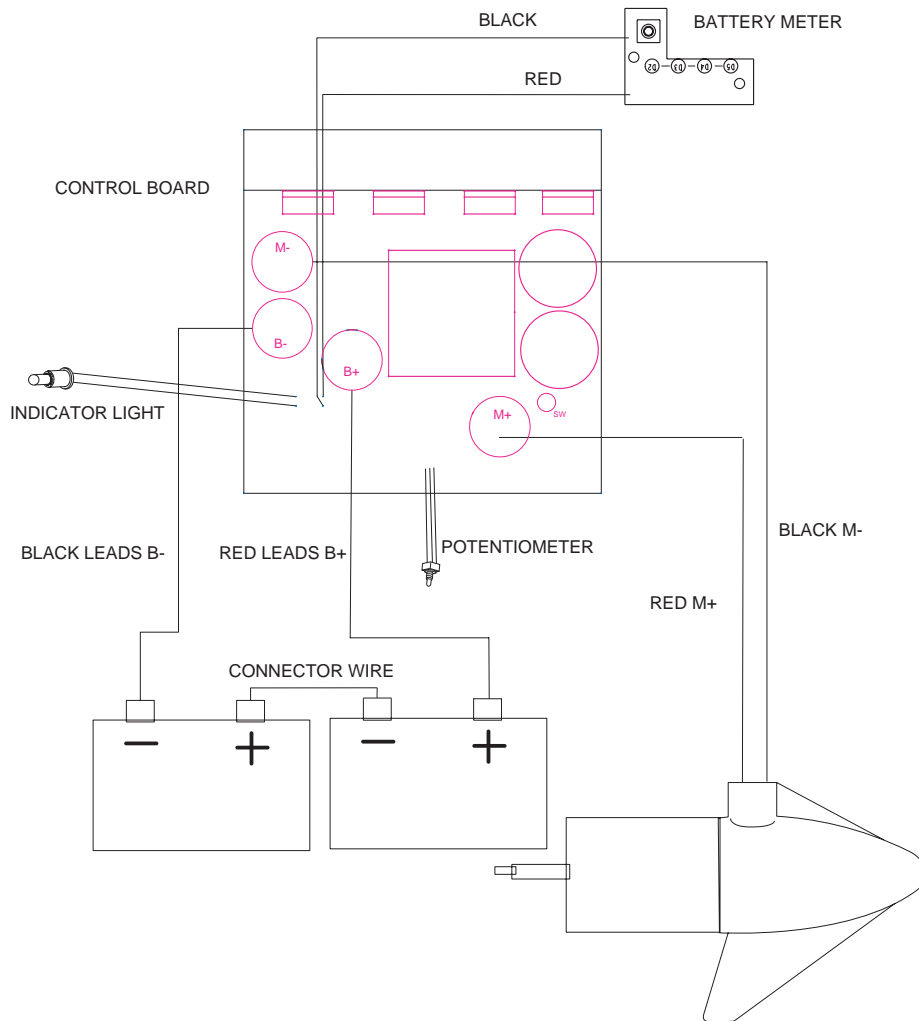 BLACK
BATTERY METER
D2 D3 D4 D5
RED
CONTROL BOARD
M-
B-
B+
M+
SW
INDICATOR LIGHT
BLACK LEADS B-
RED LEADS B+
POTENTIOMETER
BLACK M-
RED M+
CONNECTOR WIRE
− + − +